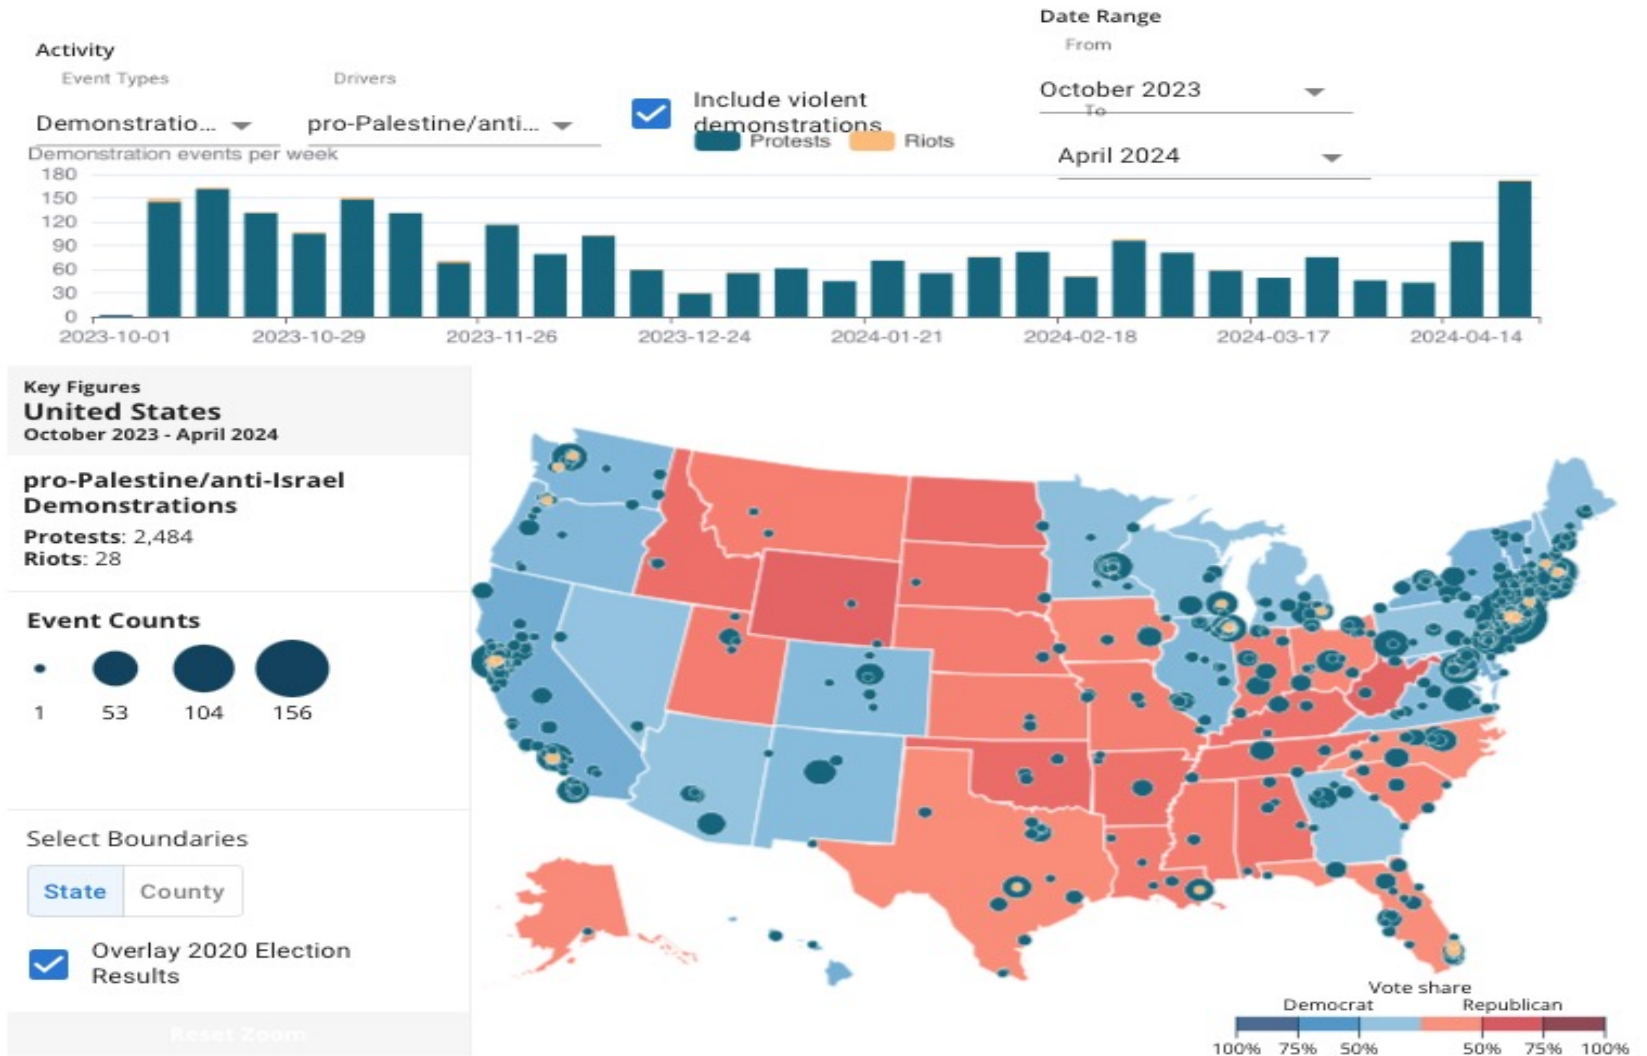 Date Range
From
Activity
Event Types
Drivers
October 2023
Include violent
demonstrations
To
Demonstratio...
pro-Palestine/anti...
Protests
Riots
April 2024
Demonstration events per week
180
150
120
90
60
30
0
2023-10-01
2023-10-29
2023-11-26
2023-12-24
2024-01-21
2024-02-18
2024-03-17
2024-04-14
Key Figures
United States
October 2023 - April 2024
pro-Palestine/anti-Israel
Demonstrations
Protests: 2,484
Riots: 28
Event Counts
1 53 104 156
Select Boundaries
State County
Overlay 2020 Election
Results
Reset Zoom
Vote share
Democrat Republican
100% 75% 50% 50% 75% 100%